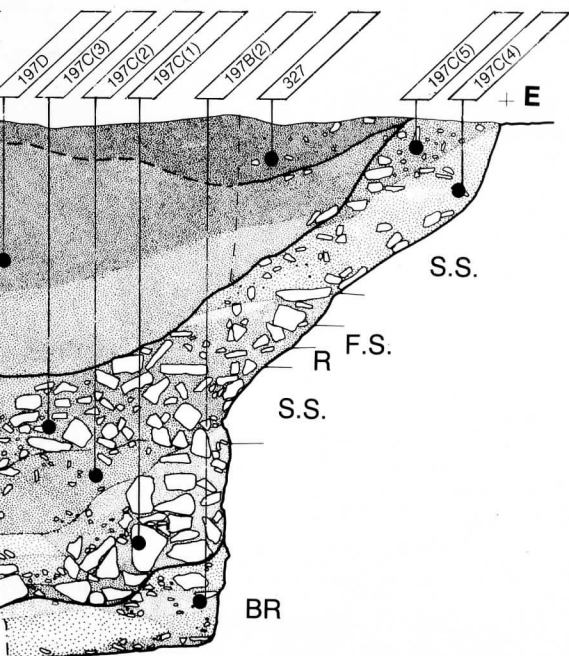 197D
197C(3)
197C(2)
197C(1)
197B(2)
327
197C(5)
197C(4)
E
S.S.
F.S.
R
S.S.
BR